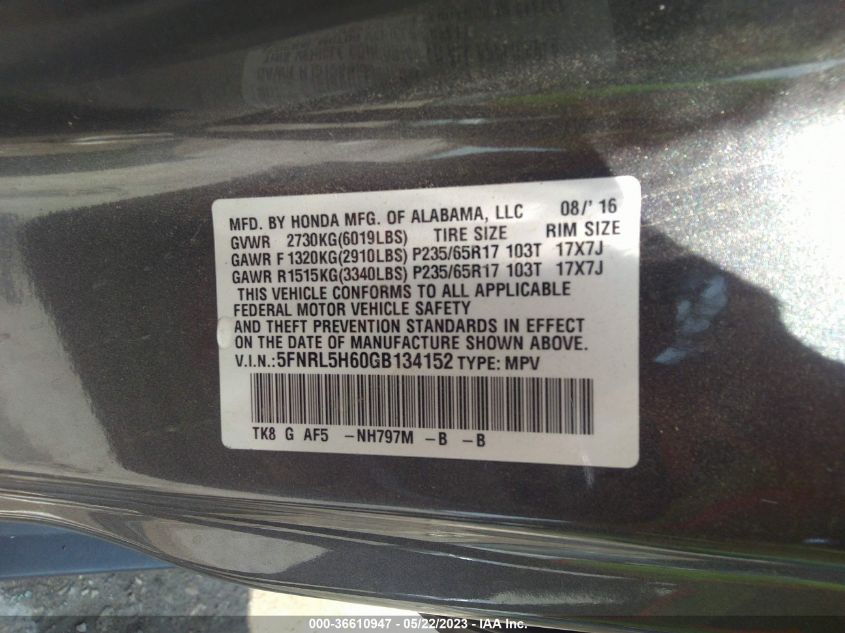 MFD. BY HONDA MFG. OF ALABAMA, LLC 08/' 16
GVWR 2730KG(6019LBS) TIRE SIZE RIM SIZE
GAWR F 1320KG(2910LBS) P235/65R17 103T 17X7J
GAWR R1515KG(3340LBS) P235/65R17 103T 17X7J
THIS VEHICLE CONFORMS TO ALL APPLICABLE
FEDERAL MOTOR VEHICLE SAFETY
AND THEFT PREVENTION STANDARDS IN EFFECT
ON THE DATE OF MANUFACTURE SHOWN ABOVE.
V.I.N.:5FNRL5H60GB134152 TYPE: MPV
TK8 G AF5 -NH797M -B -B
000-36610947 - 05/22/2023 - IAA Inc.